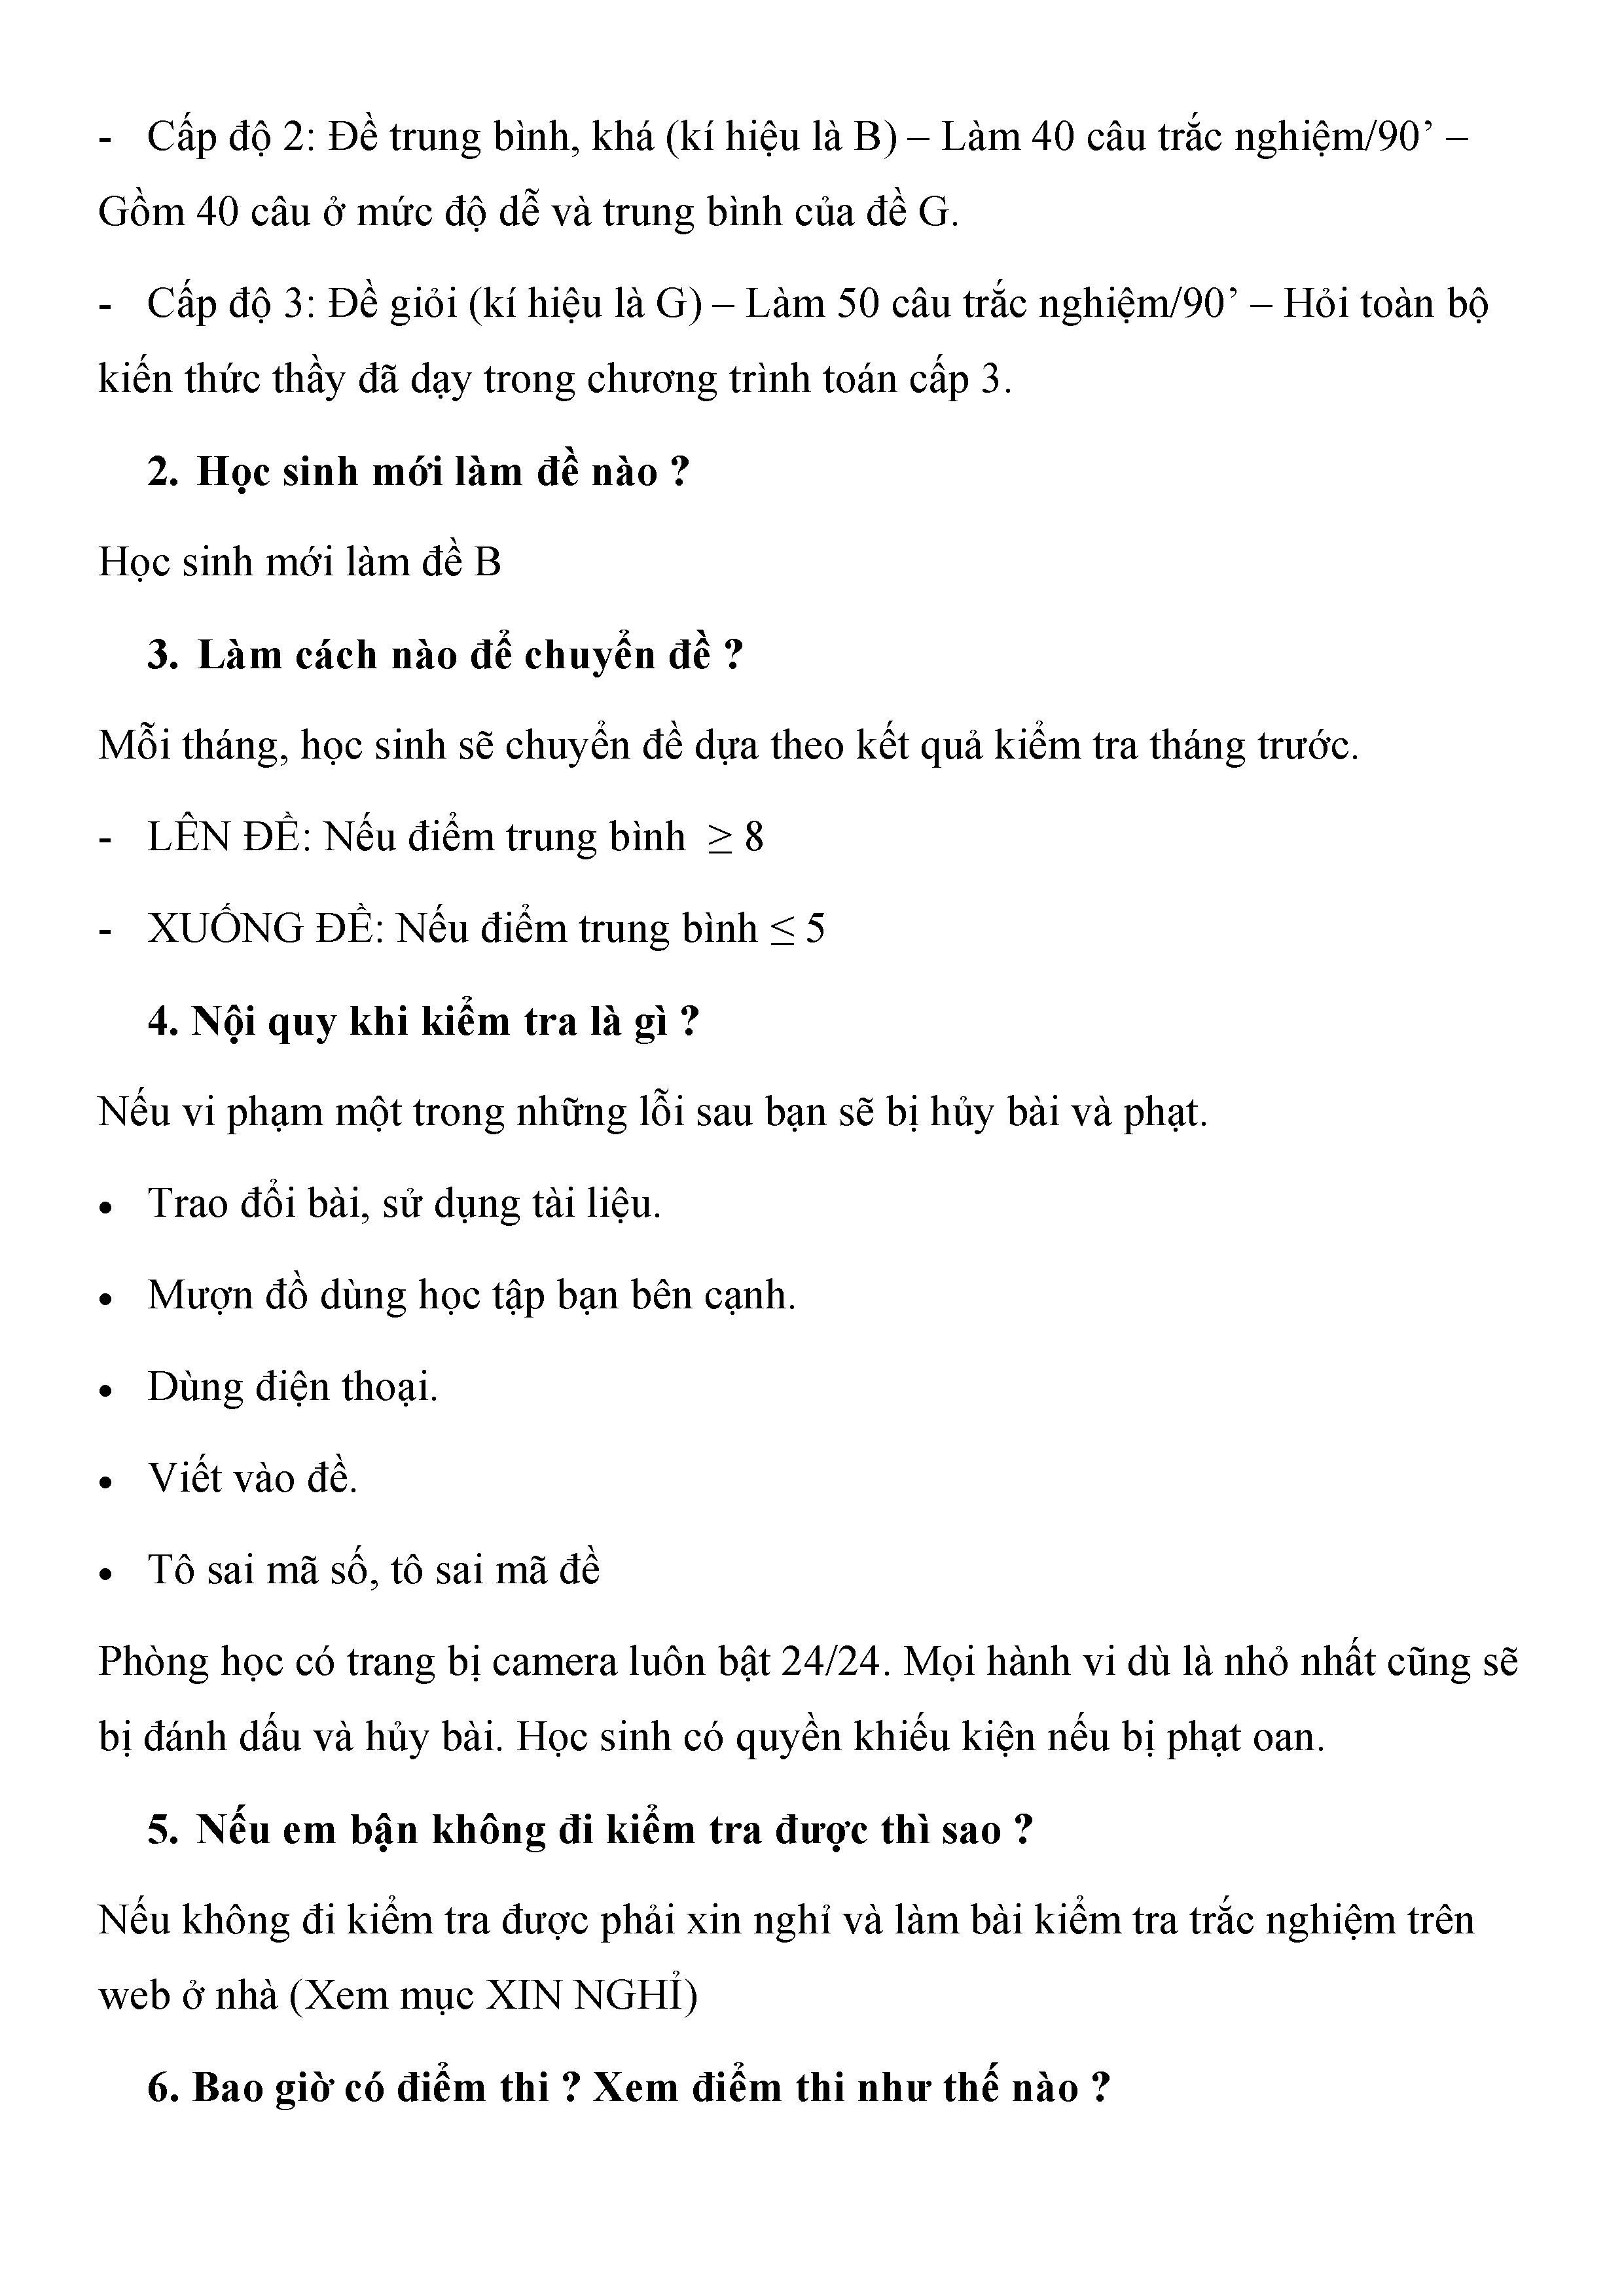 - Cấp độ 2: Đề trung bình, khá (kí hiệu là B) – Làm 40 câu trắc nghiệm/90’ –
Gồm 40 câu ở mức độ dễ và trung bình của đề G.
- Cấp độ 3: Đề giỏi (kí hiệu là G) – Làm 50 câu trắc nghiệm/90’ – Hỏi toàn bộ
kiến thức thầy đã dạy trong chương trình toán cấp 3.
2. Học sinh mới làm đề nào ?
Học sinh mới làm đề B
3. Làm cách nào để chuyển đề ?
Mỗi tháng, học sinh sẽ chuyển đề dựa theo kết quả kiểm tra tháng trước.
- LÊN ĐỀ: Nếu điểm trung bình ≥ 8
- XUỐNG ĐỀ: Nếu điểm trung bình ≤ 5
4. Nội quy khi kiểm tra là gì ?
Nếu vi phạm một trong những lỗi sau bạn sẽ bị hủy bài và phạt.
• Trao đổi bài, sử dụng tài liệu.
• Mượn đồ dùng học tập bạn bên cạnh.
• Dùng điện thoại.
• Viết vào đề.
• Tô sai mã số, tô sai mã đề
Phòng học có trang bị camera luôn bật 24/24. Mọi hành vi dù là nhỏ nhất cũng sẽ
bị đánh dấu và hủy bài. Học sinh có quyền khiếu kiện nếu bị phạt oan.
5. Nếu em bận không đi kiểm tra được thì sao ?
Nếu không đi kiểm tra được phải xin nghỉ và làm bài kiểm tra trắc nghiệm trên
web ở nhà (Xem mục XIN NGHỈ)
6. Bao giờ có điểm thi ? Xem điểm thi như thế nào ?